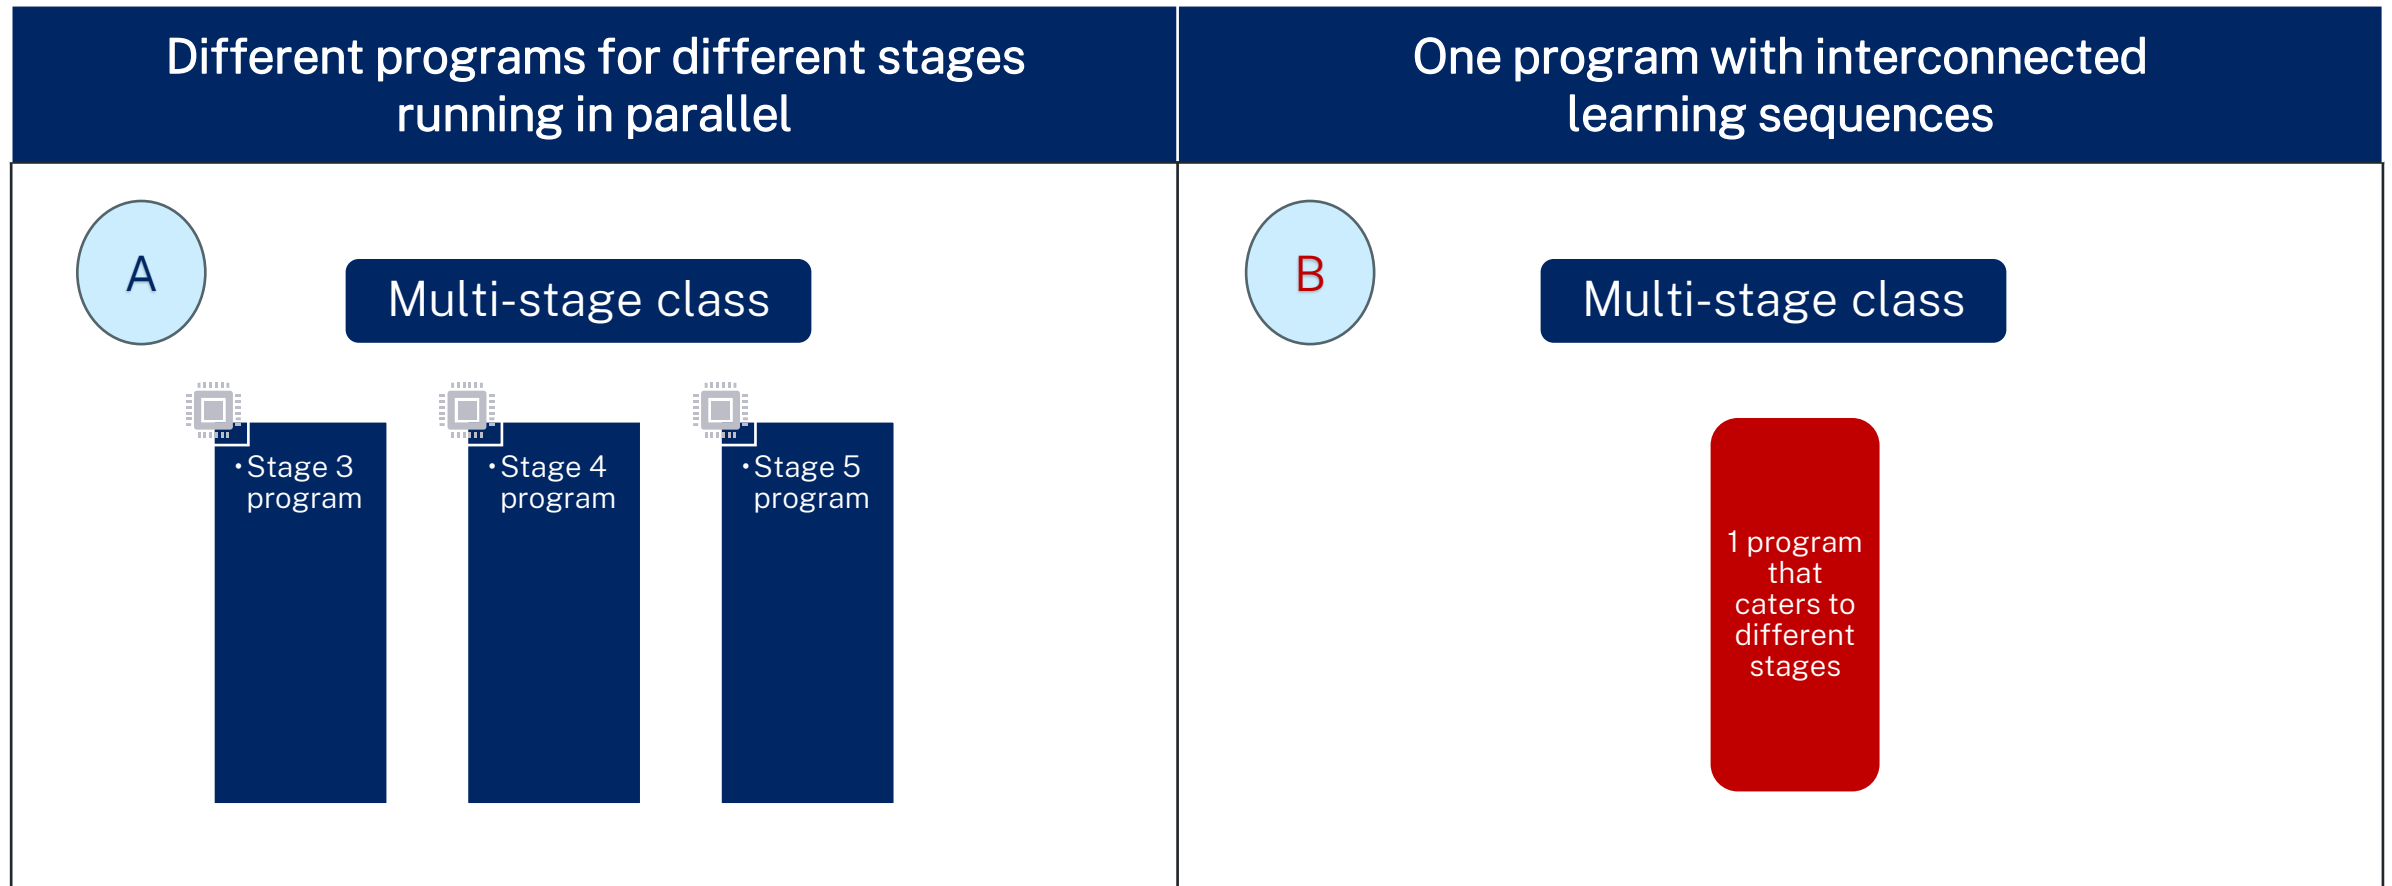 Different programs for different stages
running in parallel
One program with interconnected
learning sequences
A
Multi-stage class
• Stage 3
program
• Stage 4
program
• Stage 5
program
B
Multi-stage class
1 program
that
caters to
different
stages